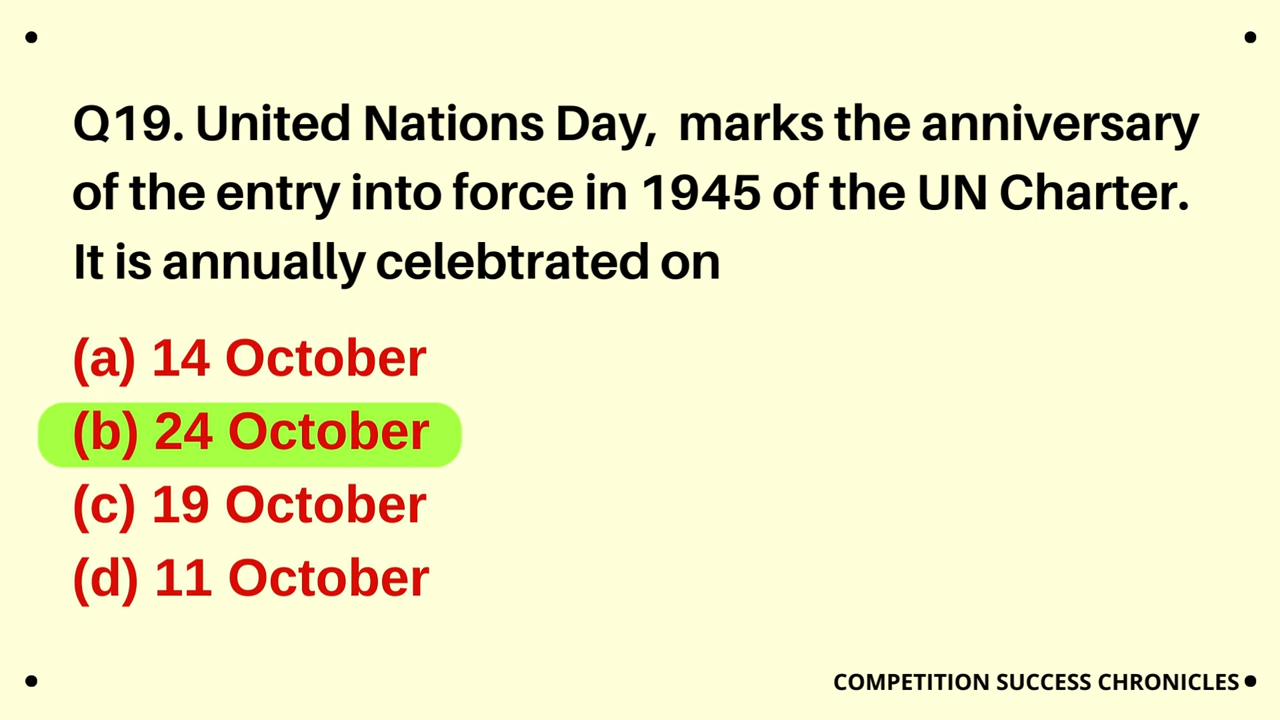 Q19. United Nations Day,  marks the anniversary
of the entry into force in 1945 of the UN Charter.
It is annually celebtrated on
(a) 14 October
(b) 24 October
(c) 19 October
(d) 11 October
COMPETITION SUCCESS CHRONICLES